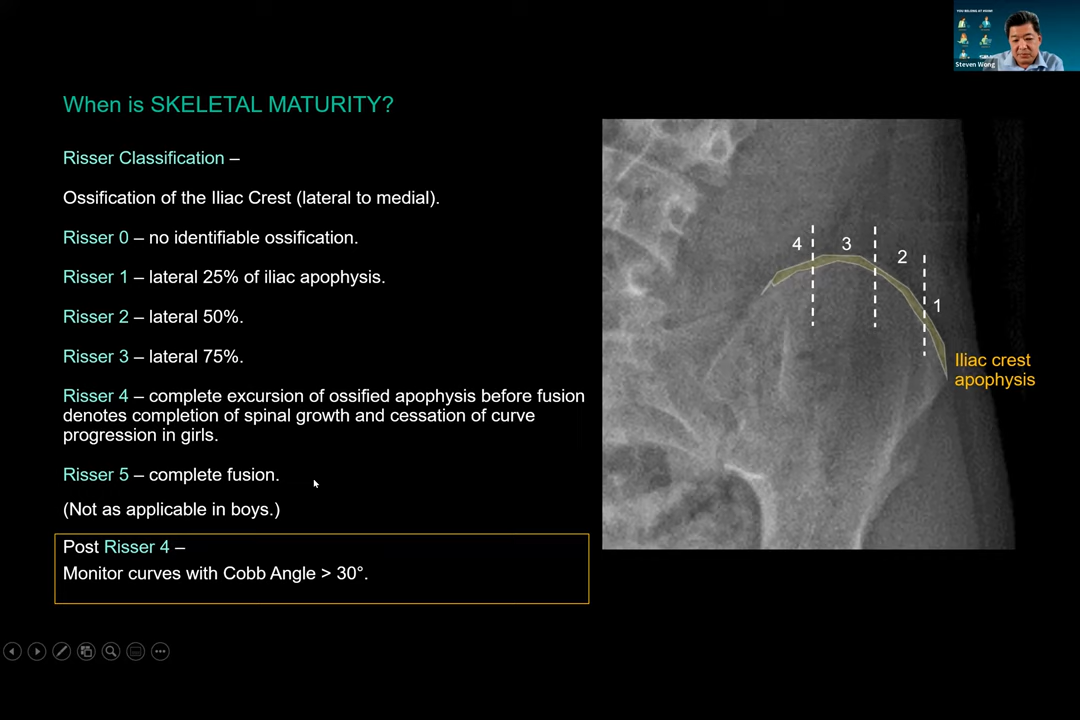 YOU BELONG AT
Steven Wong
When is SKELETAL MATURITY?
Risser Classification –
Ossification of the Iliac Crest (lateral to medial).
Risser 0 – no identifiable ossification.
Risser 1 – lateral 25% of iliac apophysis.
Risser 2 – lateral 50%.
Risser 3 – lateral 75%.
Risser 4 – complete excursion of ossified apophysis before fusion
denotes completion of spinal growth and cessation of curve
progression in girls.
Risser 5 – complete fusion.
(Not as applicable in boys.)
Post Risser 4 –
Monitor curves with Cobb Angle > 30°.
4
3
2
1
Iliac crest
apophysis